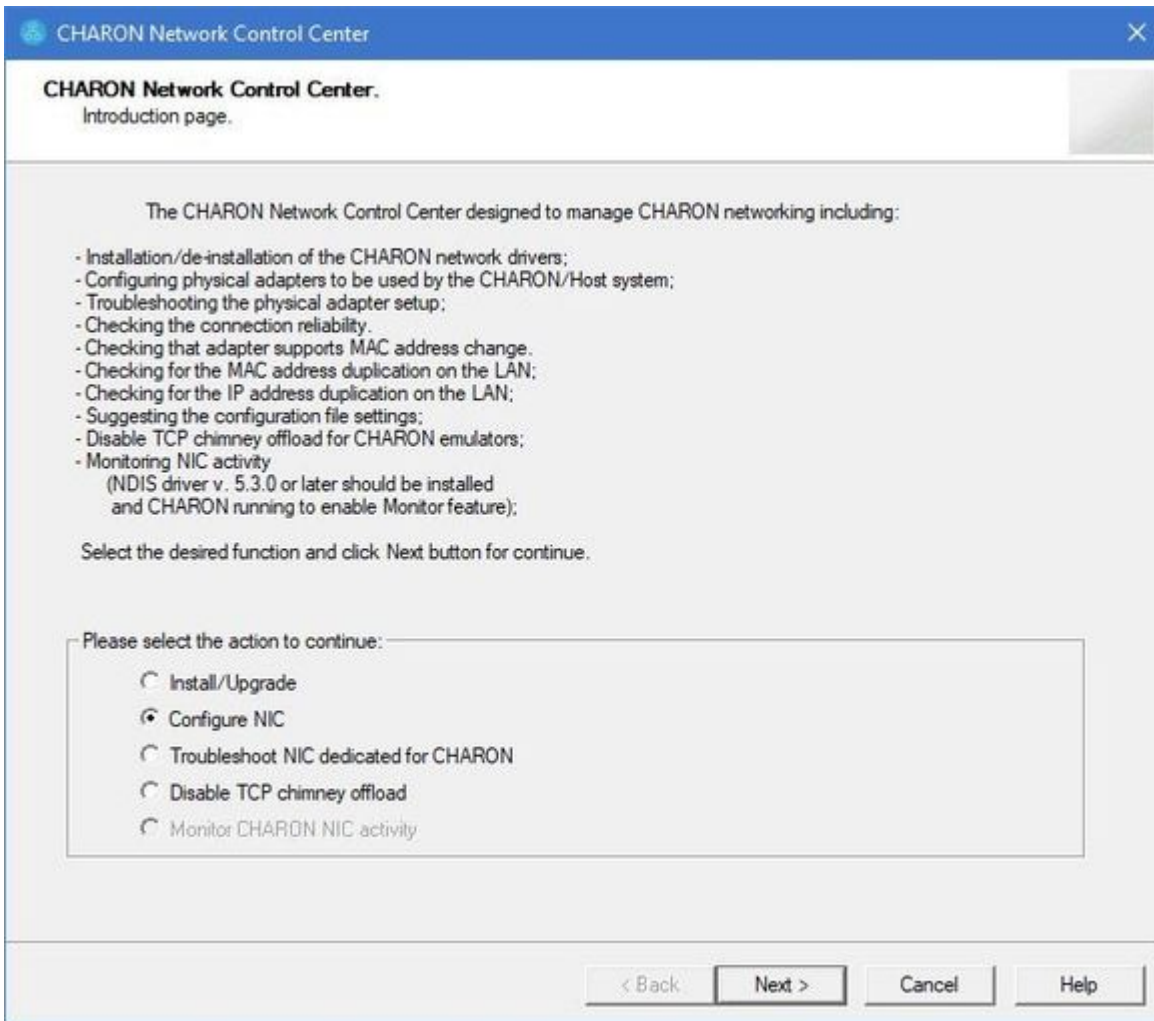 CHARON Network Control Center
CHARON Network Control Center.
Introduction page.
The CHARON Network Control Center designed to manage CHARON networking including:
- Installation/de-installation of the CHARON network drivers;
- Configuring physical adapters to be used by the CHARON/Host system;
- Troubleshooting the physical adapter setup;
- Checking the connection reliability.
- Checking that adapter supports MAC address change.
- Checking for the MAC address duplication on the LAN;
- Checking for the IP address duplication on the LAN;
- Suggesting the configuration file settings;
- Disable TCP chimney offload for CHARON emulators;
- Monitoring NIC activity
(NDIS driver v. 5.3.0 or later should be installed
and CHARON running to enable Monitor feature);
Select the desired function and click Next button for continue.
Please select the action to continue:
Install/Upgrade
Configure NIC
Troubleshoot NIC dedicated for CHARON
Disable TCP chimney offload
Monitor CHARON NIC activity
< Back Next > Cancel Help